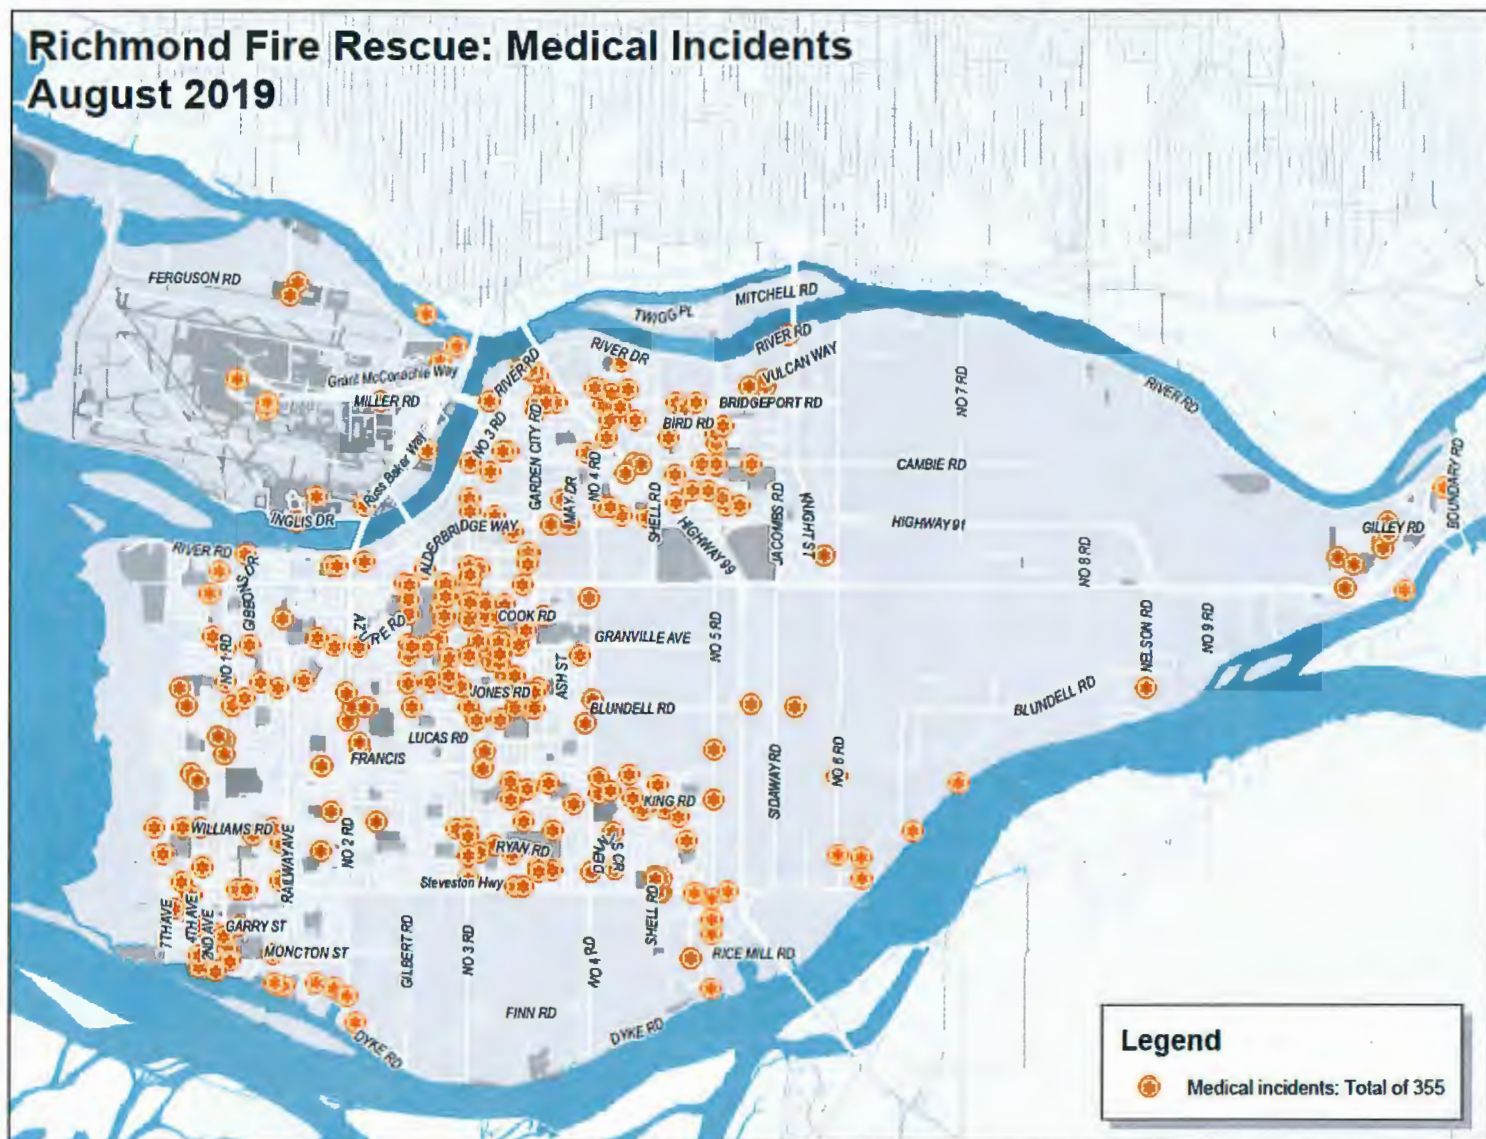 Richmond Fire Rescue: Medical Incidents
August 2019
FERGUSON RD
MITCHELL RD
TWIGG PL
RIVER RD
RIVER DR
VULCAN WAY
Grant McConachie Way
RIVER RD
MILLER RD
BRIDGEPORT RD
NO 7 RD
RIVER RD
BIRD RD
NO 3 RD
GARDEN CITY RD
Russ Baker Way
NO 4 RD
CAMBIE RD
BOUNDARY RD
MAY DR
SHELL RD
JACOMBS RD
KNIGHT ST
INGLIS DR
HIGHWAY 99
HIGHWAY 91
GILLEY RD
ALDERBRIDGE WAY
RIVER RD
GIBBONS DR
NO 8 RD
AZURE RD
COOK RD
GRANVILLE AVE
NO 5 RD
NELSON RD
NO 9 RD
NO 1 RD
ASH ST
JONES RD
BLUNDELL RD
BLUNDELL RD
LUCAS RD
FRANCIS
SIDAWAY RD
NO 6 RD
KING RD
WILLIAMS RD
RAILWAY AVE
NO 2 RD
RYAN RD
Steveston Hwy
SHELL RD
7TH AVE
4TH AVE
2ND AVE
GARRY ST
MONCTON ST
GILBERT RD
NO 3 RD
NO 4 RD
RICE MILL RD
FINN RD
DYKE RD
DYKE RD
Legend
Medical incidents: Total of 355